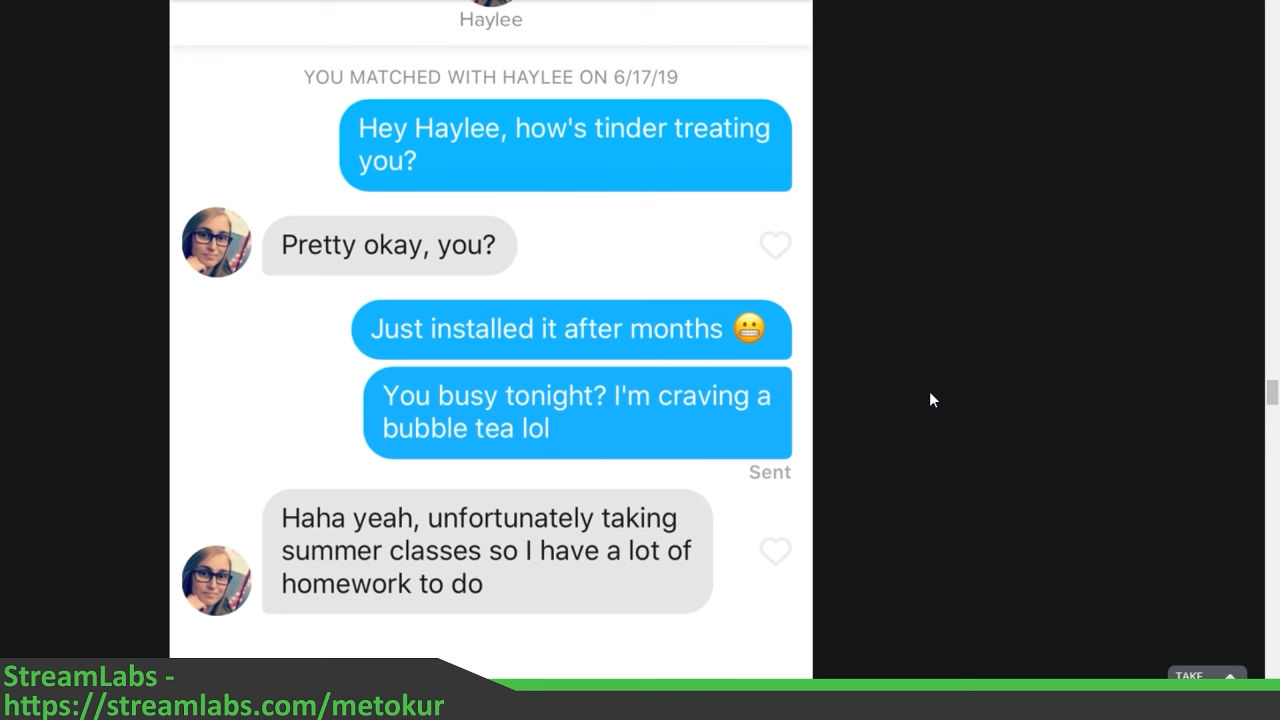 Haylee
YOU MATCHED WITH HAYLEE ON 6/17/19
Hey Haylee, how's tinder treating
you?
Pretty okay, you?
Just installed it after months 😬
You busy tonight? I'm craving a
bubble tea lol
Sent
Haha yeah, unfortunately taking
summer classes so I have a lot of
homework to do
TAKE
StreamLabs -
https://streamlabs.com/metokur